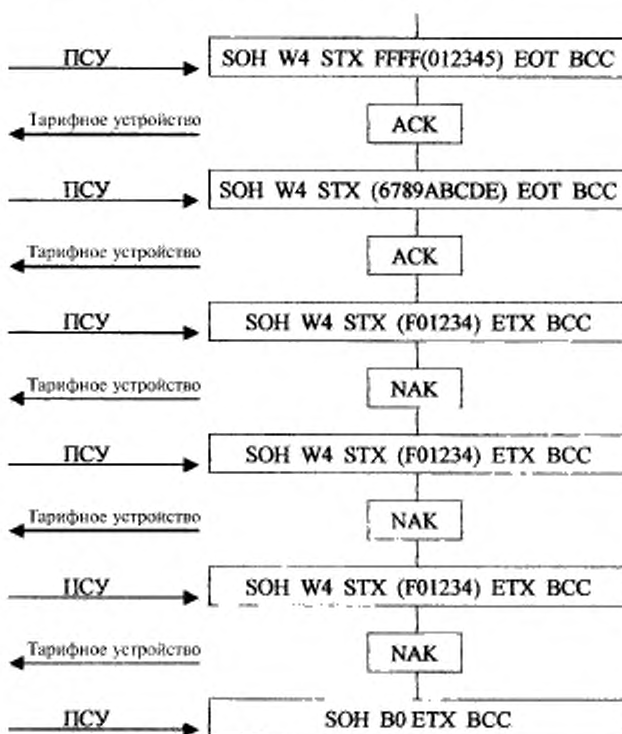 ПСУ SOH W4 STX FFFF(012345) EOT BCC
Тарифное устройство ACK
ПСУ SOH W4 STX (6789ABCDE) EOT BCC
Тарифное устройство ACK
ПСУ SOH W4 STX (F01234) ETX BCC
Тарифное устройство NAK
ПСУ SOH W4 STX (F01234) ETX BCC
Тарифное устройство NAK
ПСУ SOH W4 STX (F01234) ETX BCC
Тарифное устройство NAK
ПСУ SOH B0 ETX BCC